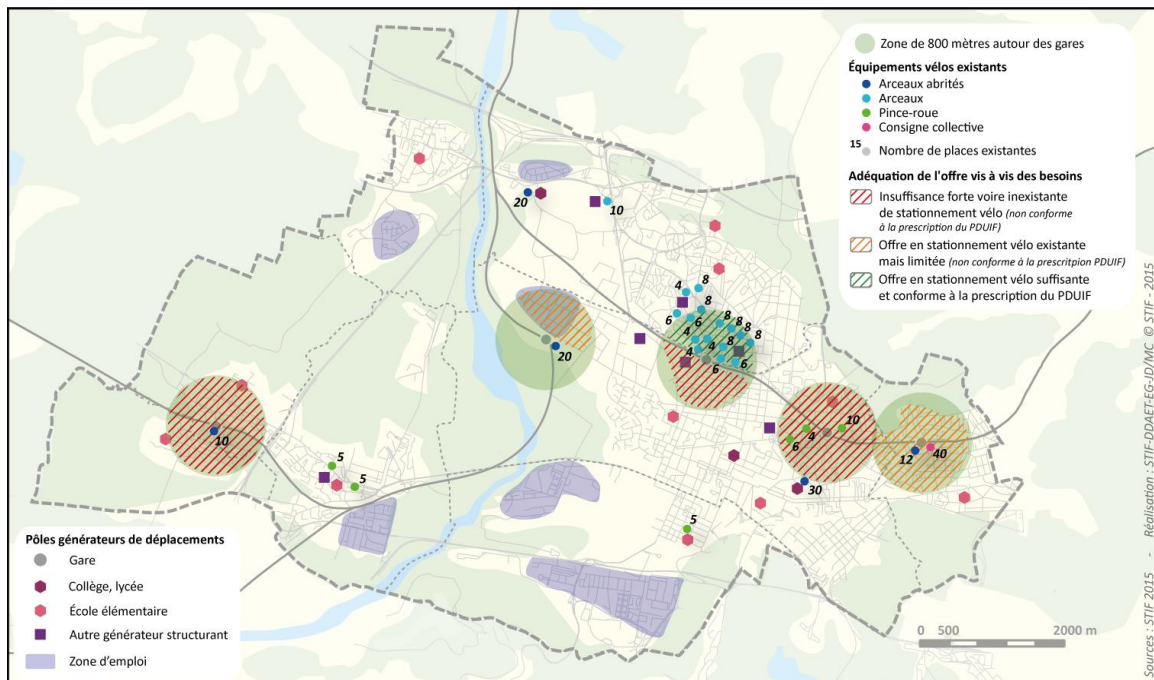 Zone de 800 mètres autour des gares
Équipements vélos existants
Arceaux abrités
Arceaux
Pince-roue
Consigne collective
15
Nombre de places existantes
Adéquation de l'offre vis à vis des besoins
Insuffisance forte voire inexistante
de stationnement vélo (non conforme
à la prescription du PDUIF)
Offre en stationnement vélo existante
mais limitée (non conforme à la prescritpion PDUIF)
Offre en stationnement vélo suffisante
et conforme à la prescription du PDUIF
20
10
4
8
8
6
6
8
8
8
8
4
4
8
4
6
6
20
10
5
5
10
4
6
12
40
30
5
Pôles générateurs de déplacements
Gare
Collège, lycée
École élémentaire
Autre générateur structurant
Zone d'emploi
0 500 2000 m
Sources : STIF 2015 - Réalisation : STIF-DDAET-EG-JD/MC © STIF - 2015